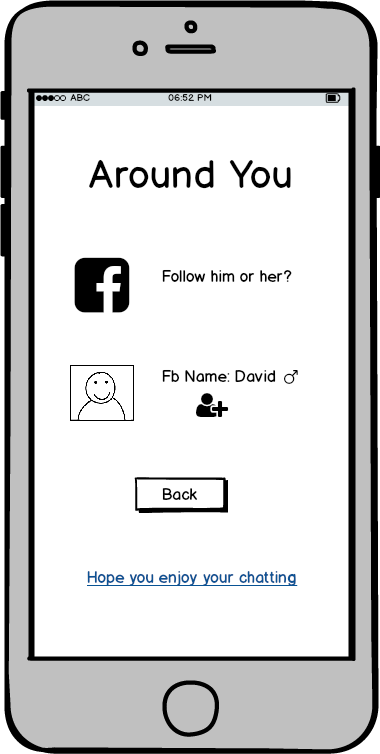 ABC 06:52 PM
Around You
Follow him or her?
Fb Name: David ♂
Back
Hope you enjoy your chatting